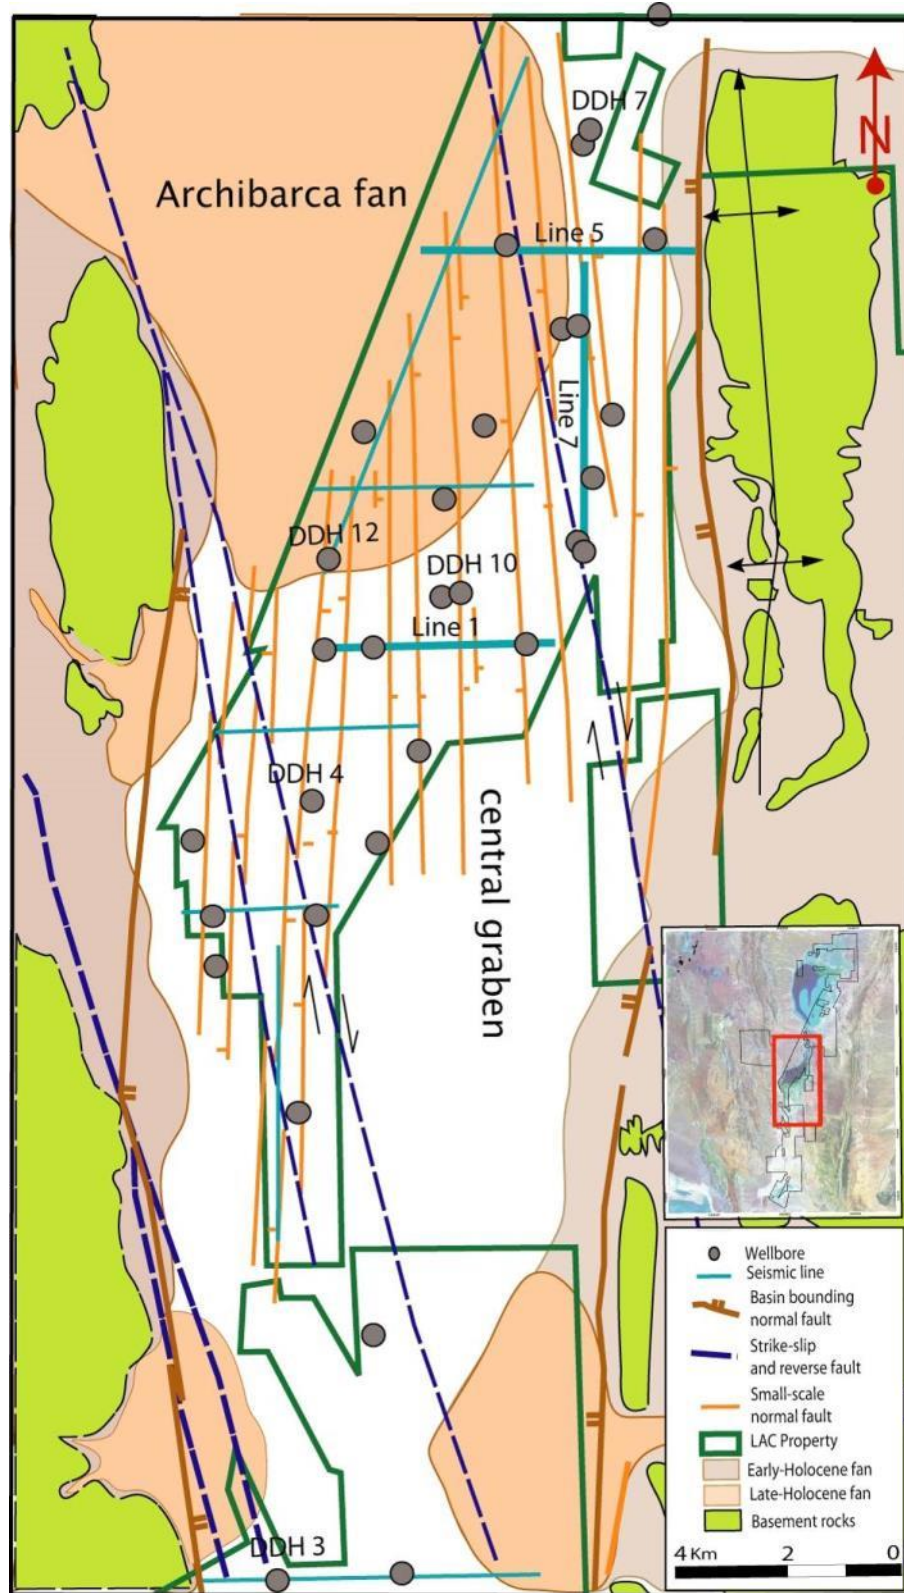 DDH 7
N
Archibarca fan
Line 5
Line 7
DDH 12
DDH 10
Line 1
DDH 4
central graben
DDH 3
Wellbore
Seismic line
Basin bounding
normal fault
Strike-slip
and reverse fault
Small-scale
normal fault
LAC Property
Early-Holocene fan
Late-Holocene fan
Basement rocks
4 Km 2 0